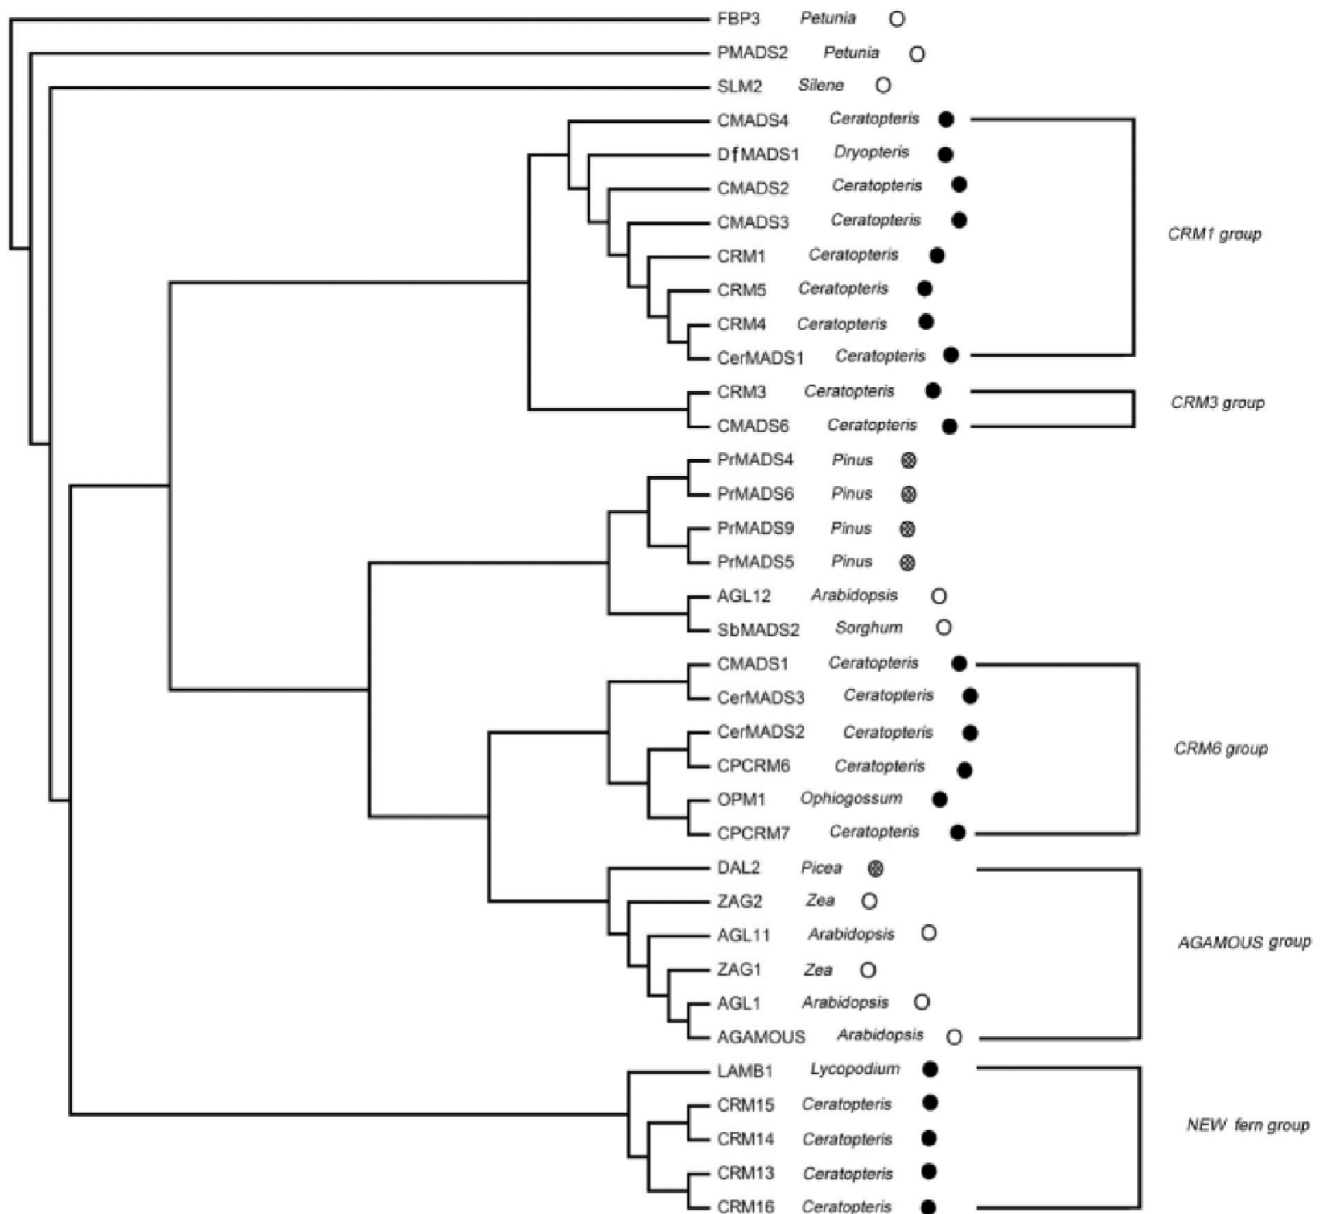 FBP3 Petunia
PMADS2 Petunia
SLM2 Silene
CMADS4 Ceratopteris
DfMADS1 Dryopteris
CMADS2 Ceratopteris
CMADS3 Ceratopteris
CRM1 group
CRM1 Ceratopteris
CRM5 Ceratopteris
CRM4 Ceratopteris
CerMADS1 Ceratopteris
CRM3 Ceratopteris
CRM3 group
CMADS6 Ceratopteris
PrMADS4 Pinus
PrMADS6 Pinus
PrMADS9 Pinus
PrMADS5 Pinus
AGL12 Arabidopsis
SbMADS2 Sorghum
CMADS1 Ceratopteris
CerMADS3 Ceratopteris
CerMADS2 Ceratopteris
CRM6 group
CPCRM6 Ceratopteris
OPM1 Ophiogossum
CPCRM7 Ceratopteris
DAL2 Picea
ZAG2 Zea
AGL11 Arabidopsis
AGAMOUS group
ZAG1 Zea
AGL1 Arabidopsis
AGAMOUS Arabidopsis
LAMB1 Lycopodium
CRM15 Ceratopteris
NEW fern group
CRM14 Ceratopteris
CRM13 Ceratopteris
CRM16 Ceratopteris